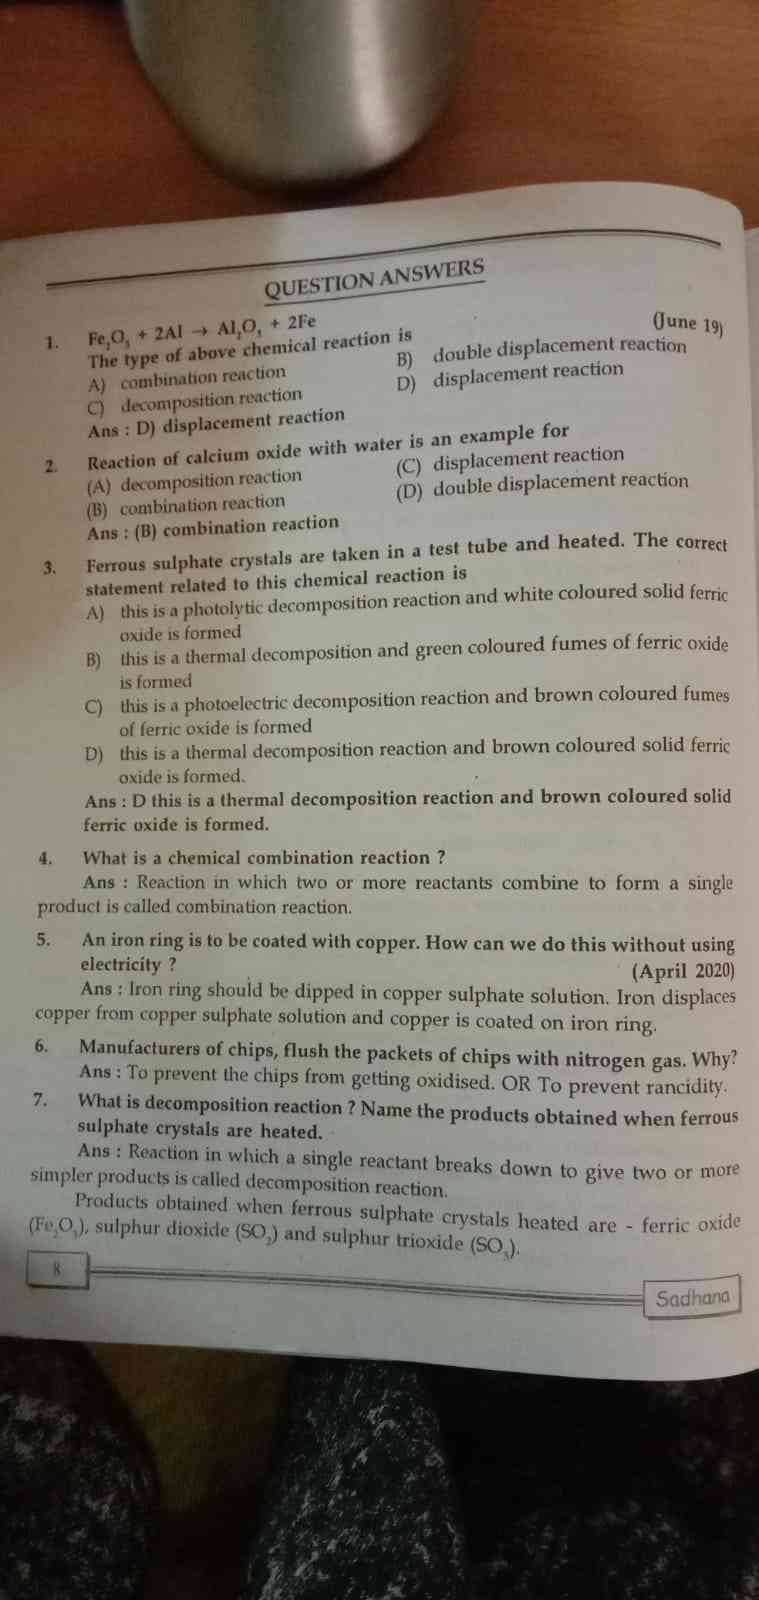 QUESTION ANSWERS
1. Fe₂O₃ + 2Al → Al₂O₃ + 2Fe (June 19)
The type of above chemical reaction is
A) combination reaction B) double displacement reaction
C) decomposition reaction D) displacement reaction
Ans : D) displacement reaction
2. Reaction of calcium oxide with water is an example for
(A) decomposition reaction (C) displacement reaction
(B) combination reaction (D) double displacement reaction
Ans : (B) combination reaction
3. Ferrous sulphate crystals are taken in a test tube and heated. The correct
statement related to this chemical reaction is
A) this is a photolytic decomposition reaction and white coloured solid ferric
oxide is formed
B) this is a thermal decomposition and green coloured fumes of ferric oxide
is formed
C) this is a photoelectric decomposition reaction and brown coloured fumes
of ferric oxide is formed
D) this is a thermal decomposition reaction and brown coloured solid ferric
oxide is formed.
Ans : D this is a thermal decomposition reaction and brown coloured solid
ferric oxide is formed.
4. What is a chemical combination reaction ?
Ans : Reaction in which two or more reactants combine to form a single
product is called combination reaction.
5. An iron ring is to be coated with copper. How can we do this without using
electricity ? (April 2020)
Ans : Iron ring should be dipped in copper sulphate solution. Iron displaces
copper from copper sulphate solution and copper is coated on iron ring.
6. Manufacturers of chips, flush the packets of chips with nitrogen gas. Why?
Ans : To prevent the chips from getting oxidised. OR To prevent rancidity.
7. What is decomposition reaction ? Name the products obtained when ferrous
sulphate crystals are heated.
Ans : Reaction in which a single reactant breaks down to give two or more
simpler products is called decomposition reaction.
Products obtained when ferrous sulphate crystals heated are - ferric oxide
(Fe₂O₃), sulphur dioxide (SO₂) and sulphur trioxide (SO₃).
8
Sadhana